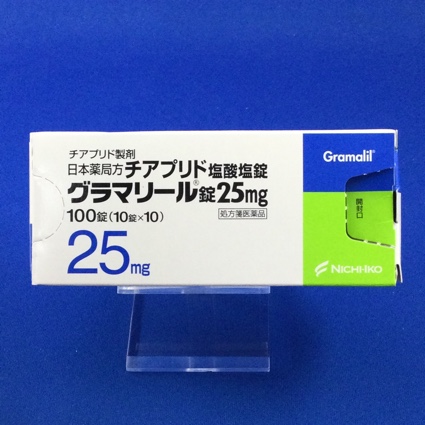 チアプリド製剤
日本薬局方 チアプリド塩酸塩錠
グラマリール®錠25mg
100錠(10錠×10) 処方箋医薬品
25mg
Gramalil®
開封口
NICHI-IKO